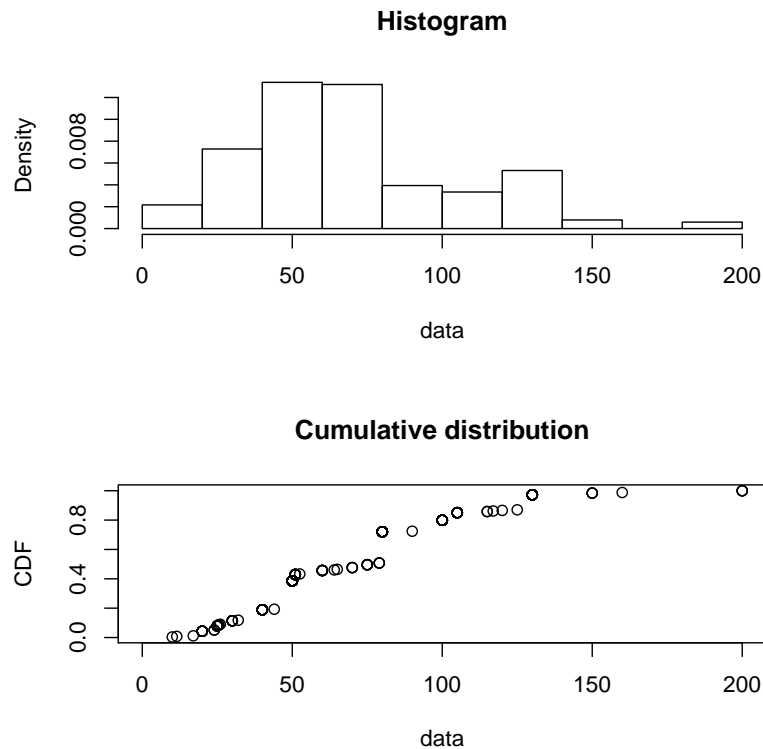 Histogram
Density
0.000 0.008
0 50 100 150 200
data
Cumulative distribution
CDF
0.0 0.4 0.8
0 50 100 150 200
data